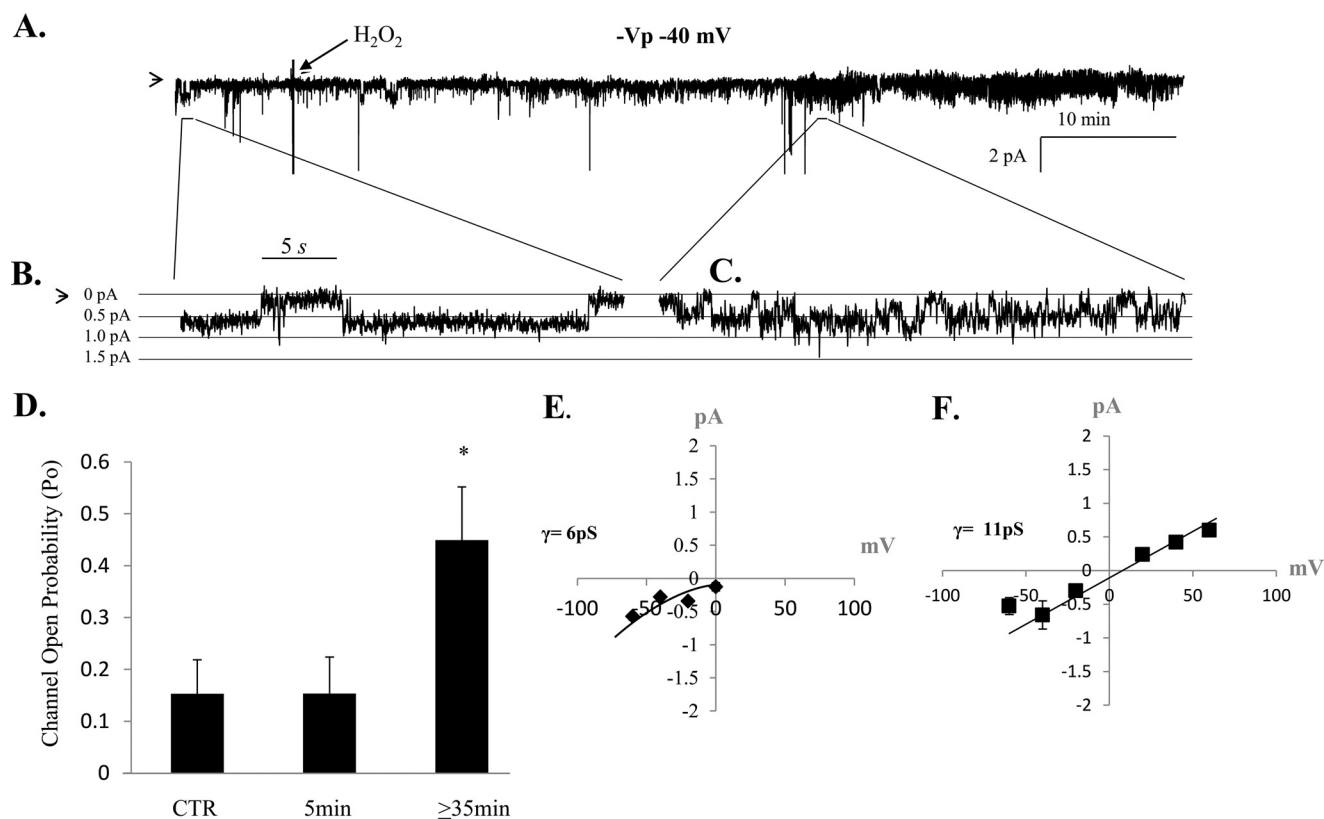 A.
H₂O₂
-Vp -40 mV
10 min
2 pA
5 s
B.
C.
0 pA
0.5 pA
1.0 pA
1.5 pA
D.
Channel Open Probability (Po)
0.6
0.5
0.4
0.3
0.2
0.1
0
*
CTR
5min
≥35min
E.
pA
2
1.5
1
0.5
0
-0.5
-1
-1.5
-2
γ= 6pS
mV
-100
-50
0
50
100
F.
pA
2
1.5
1
0.5
0
-0.5
-1
-1.5
-2
γ= 11pS
mV
-100
-50
0
50
100